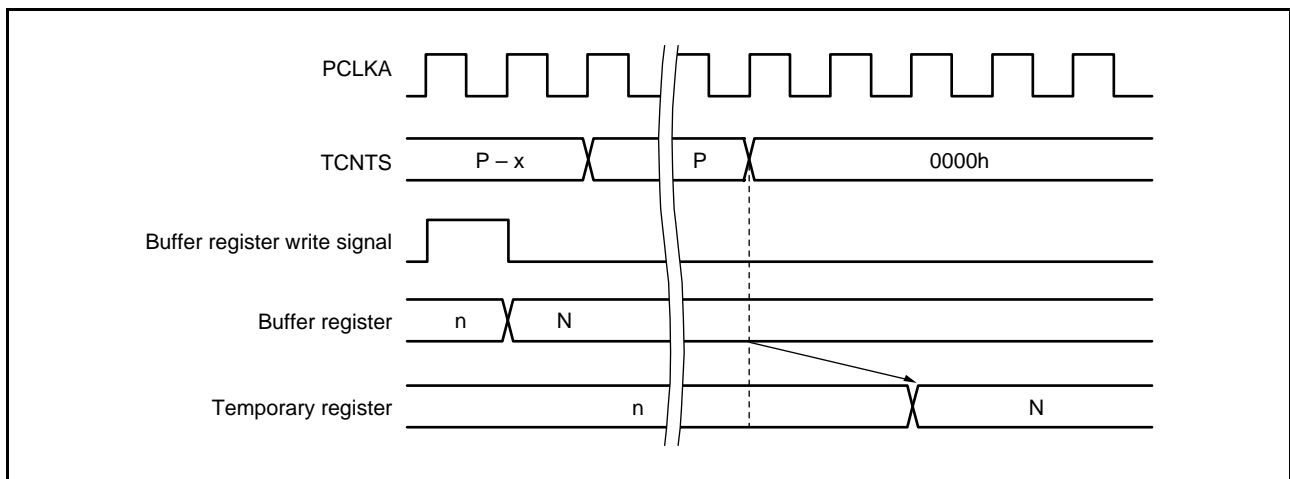 PCLKA
TCNTS P – x P 0000h
Buffer register write signal
Buffer register n N
Temporary register n N